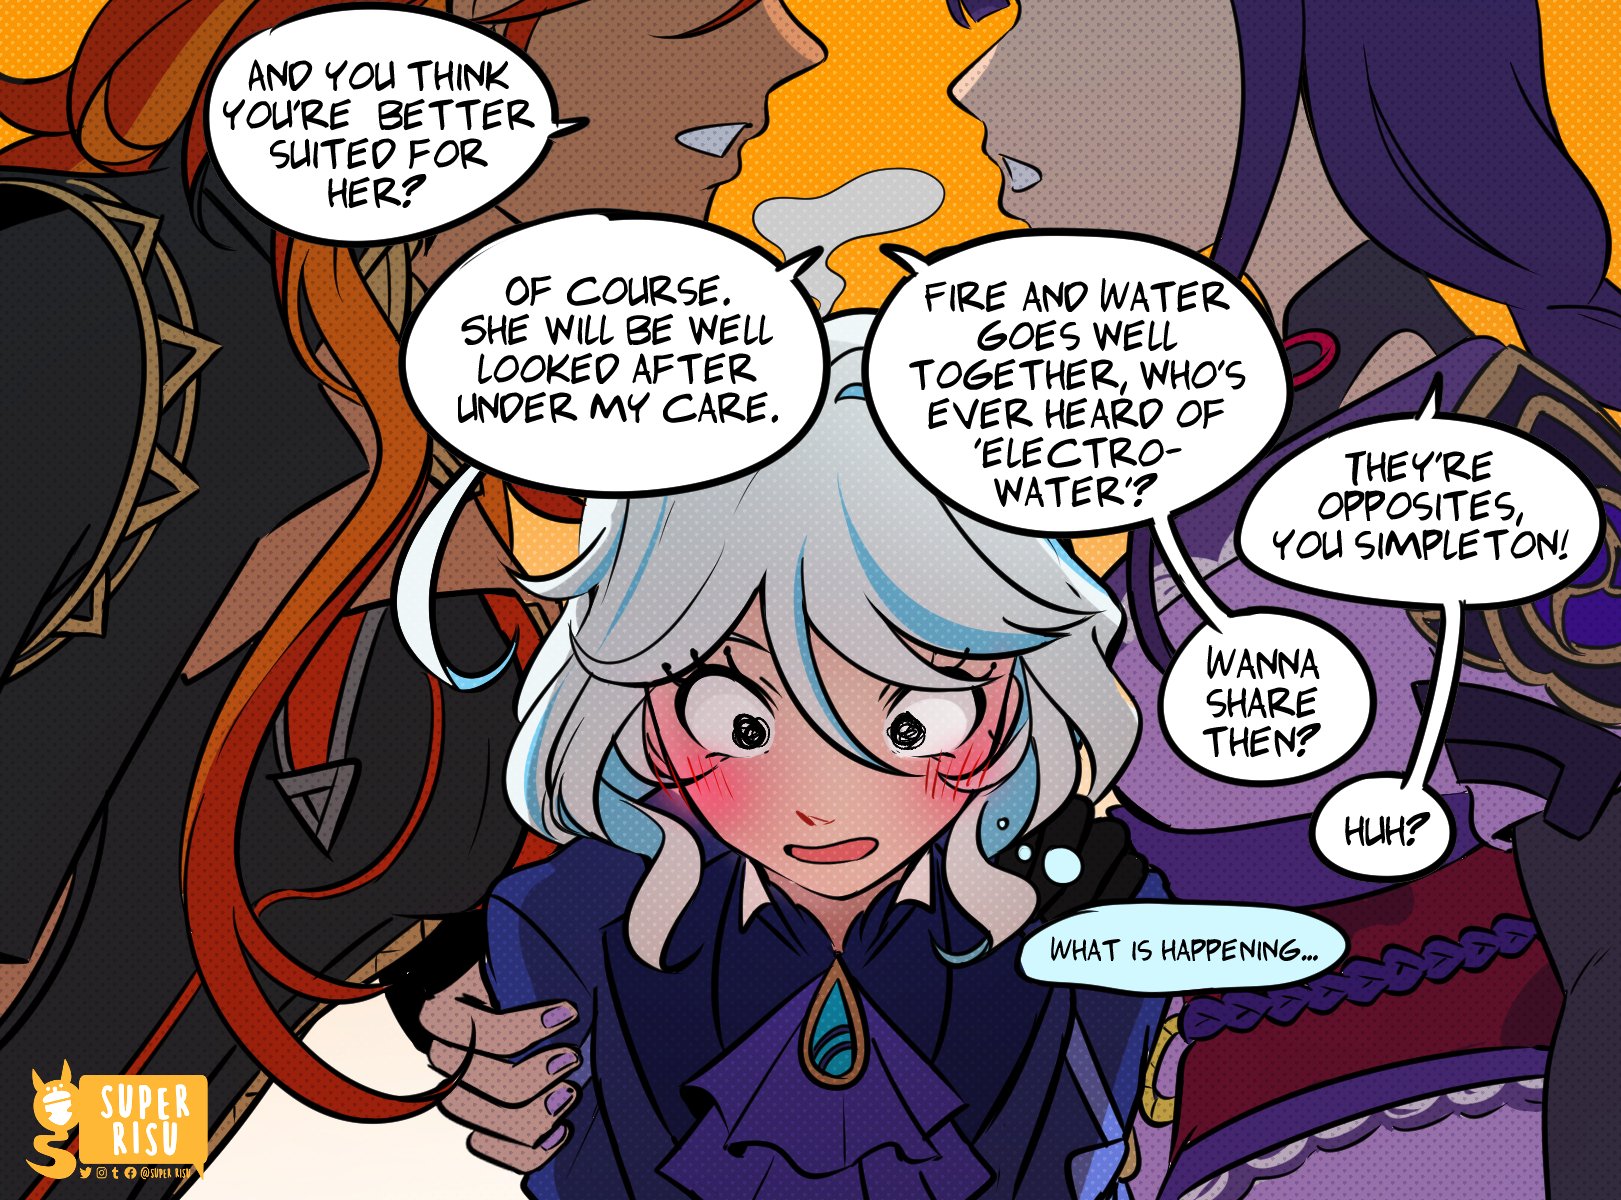 AND YOU THINK
YOU'RE BETTER
SUITED FOR
HER?
OF COURSE.
SHE WILL BE WELL
LOOKED AFTER
UNDER MY CARE.
FIRE AND WATER
GOES WELL
TOGETHER, WHO'S
EVER HEARD OF
'ELECTRO-
WATER'?
THEY'RE
OPPOSITES,
YOU SIMPLETON!
WANNA
SHARE
THEN?
HUH?
WHAT IS HAPPENING...
SUPER
RISU
@SUPER RISU